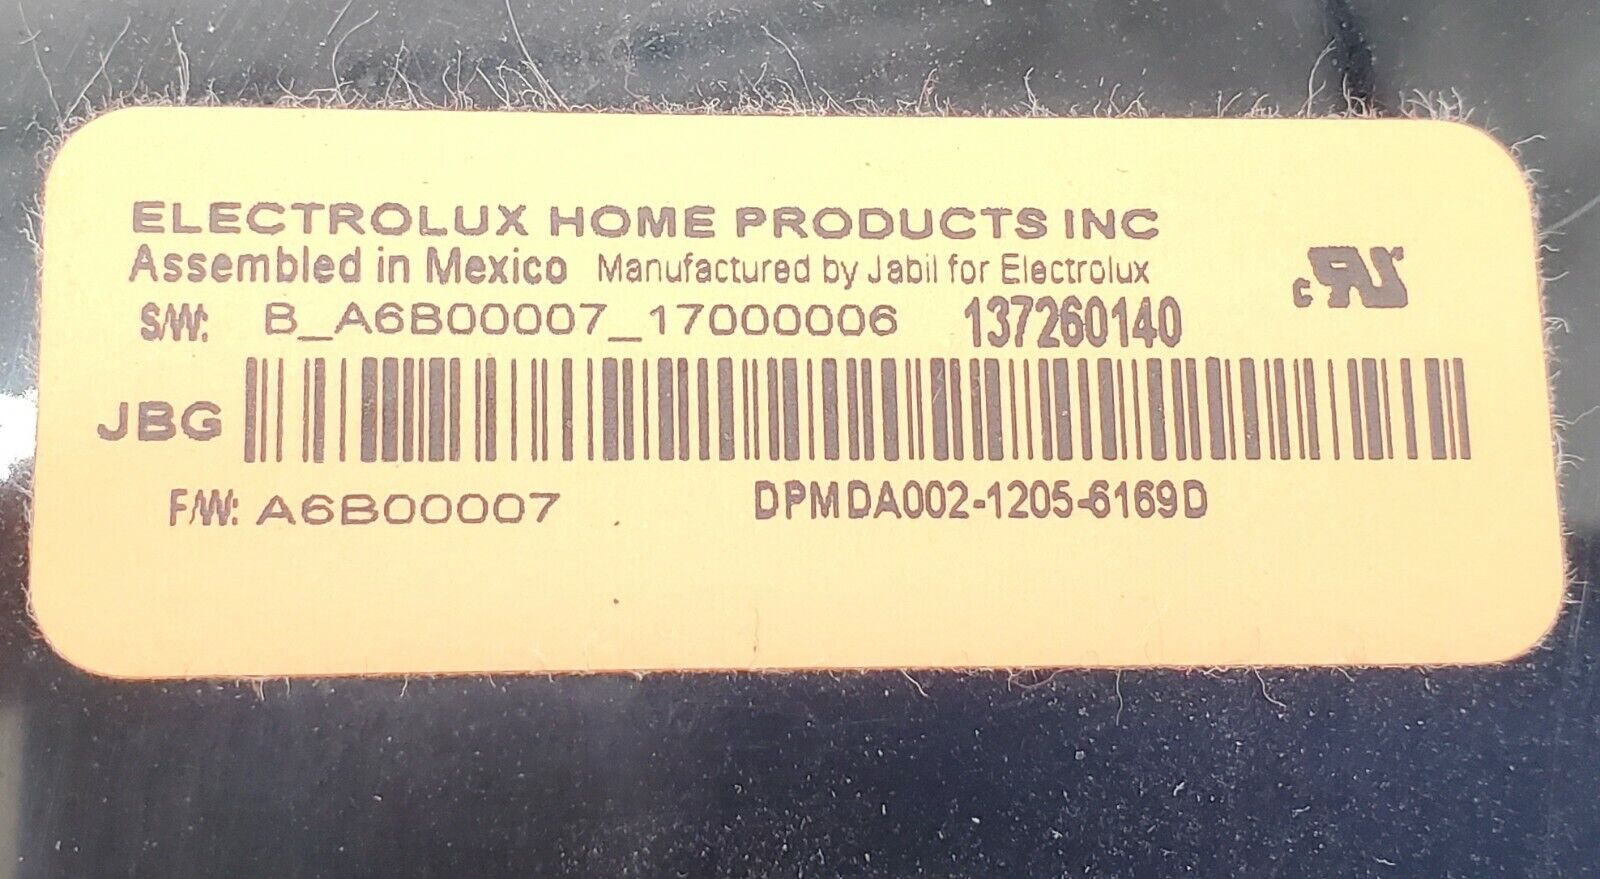 ELECTROLUX HOME PRODUCTS INC
Assembled in Mexico Manufactured by Jabil for Electrolux
c RU
S/W: B_A6B00007_17000006 137260140
JBG
F/W: A6B00007 DPMDA002-1205-6169D